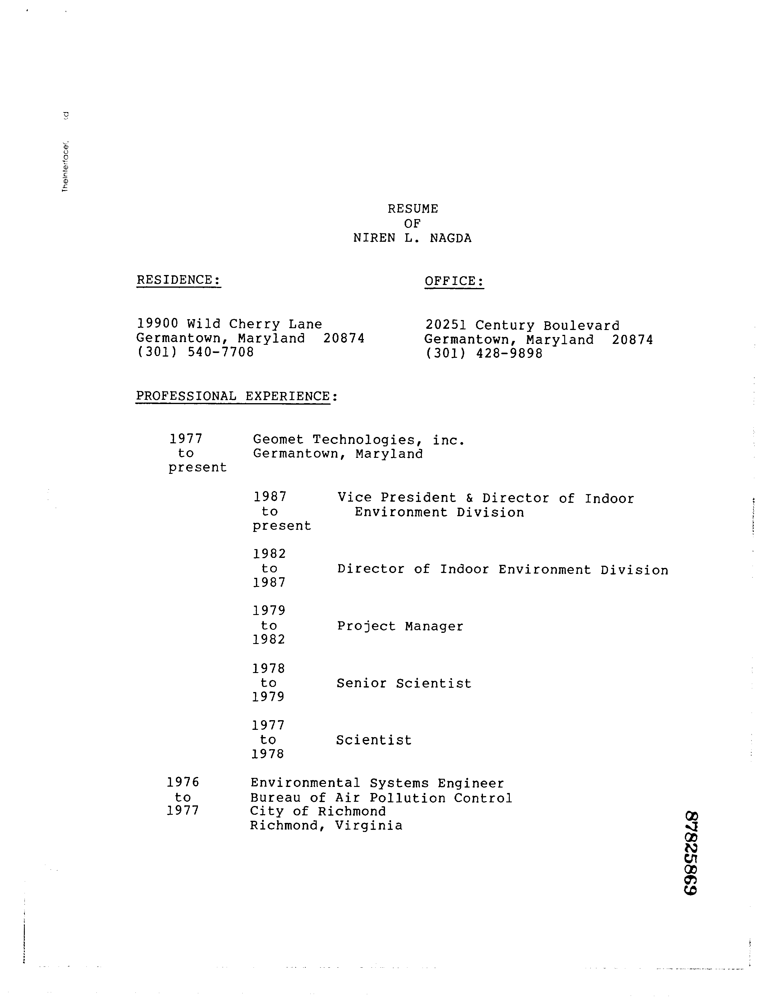 RESUME
OF
NIREN L. NAGDA
RESIDENCE:
19900 Wild Cherry Lane
Germantown, Maryland 20874
(301) 540-7708
OFFICE:
20251 Century Boulevard
Germantown, Maryland 20874
(301) 428-9898
PROFESSIONAL EXPERIENCE:
1977
to
present
Geomet Technologies, inc.
Germantown, Maryland
1987
to
present
Vice President & Director of Indoor
Environment Division
1982
to
1987
Director of Indoor Environment Division
1979
to
1982
Project Manager
1978
to
1979
Senior Scientist
1977
to
1978
Scientist
1976
to
1977
Environmental Systems Engineer
Bureau of Air Pollution Control
City of Richmond
Richmond, Virginia
87825869